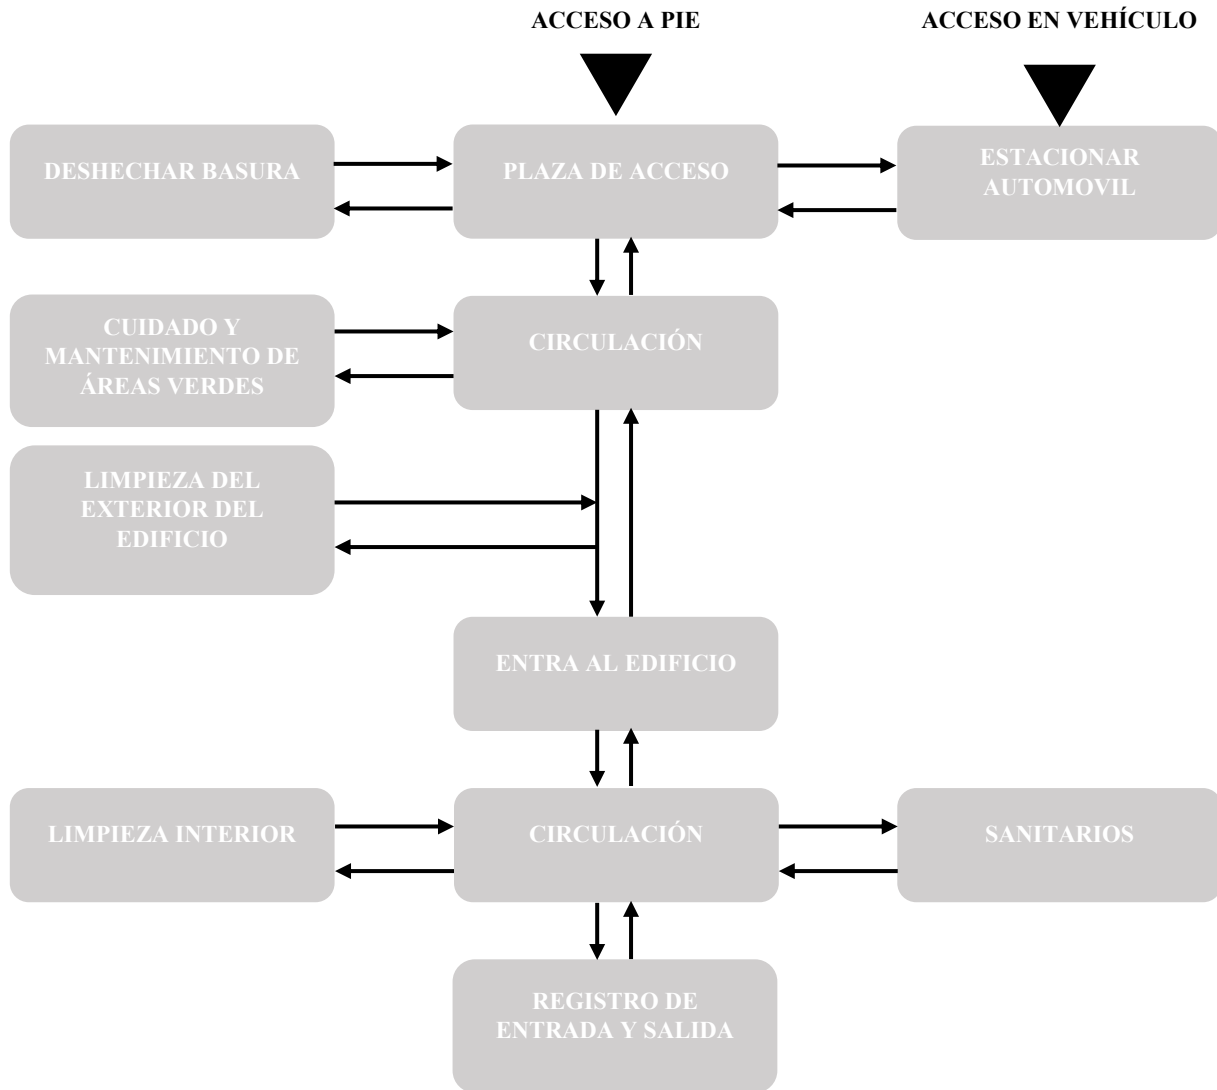 ACCESO A PIE
ACCESO EN VEHÍCULO
DESHECHAR BASURA
PLAZA DE ACCESO
ESTACIONAR
AUTOMOVIL
CUIDADO Y
MANTENIMIENTO DE
ÁREAS VERDES
CIRCULACIÓN
LIMPIEZA DEL
EXTERIOR DEL
EDIFICIO
ENTRA AL EDIFICIO
LIMPIEZA INTERIOR
CIRCULACIÓN
SANITARIOS
REGISTRO DE
ENTRADA Y SALIDA